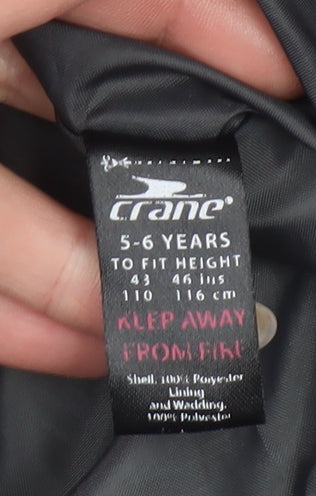 crane®
5-6 YEARS
TO FIT HEIGHT
43 46 ins
110 116 cm
KEEP AWAY
FROM FIRE
Shell. 100% Polyester
Lining
and Wadding.
100% Polyester